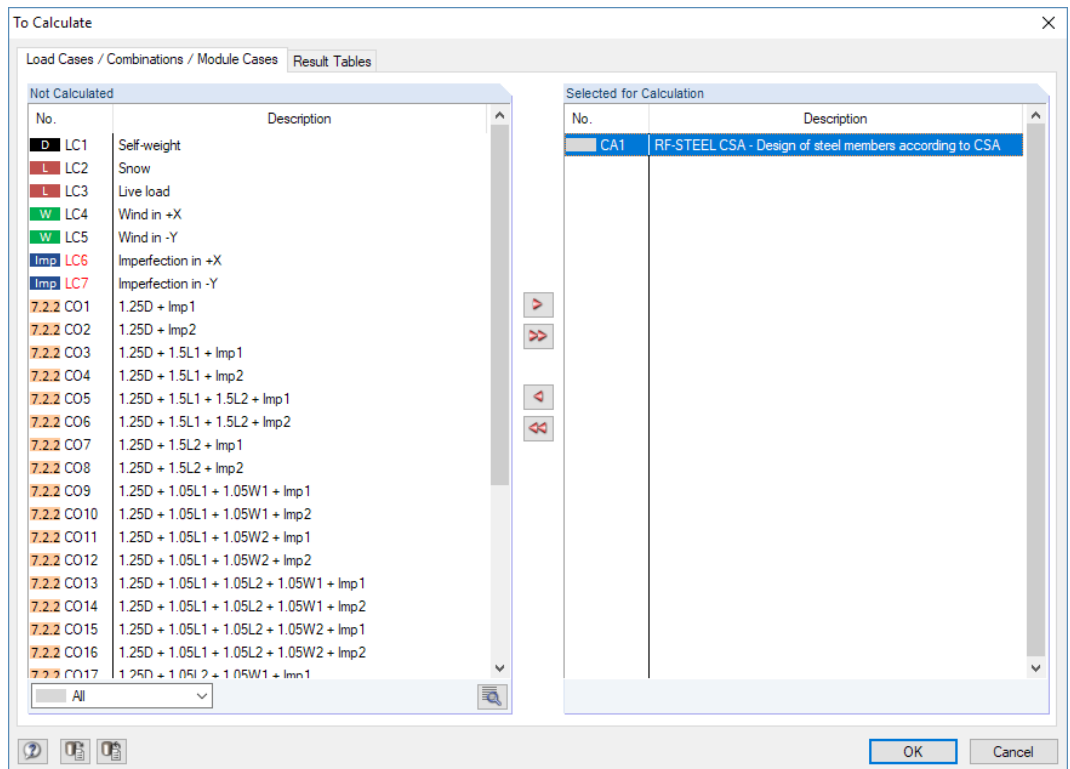 To Calculate
Load Cases / Combinations / Module Cases Result Tables
Not Calculated
No. Description
D LC1 Self-weight
L LC2 Snow
L LC3 Live load
W LC4 Wind in +X
W LC5 Wind in -Y
Imp LC6 Imperfection in +X
Imp LC7 Imperfection in -Y
7.2.2 CO1 1.25D + Imp1
7.2.2 CO2 1.25D + Imp2
7.2.2 CO3 1.25D + 1.5L1 + Imp1
7.2.2 CO4 1.25D + 1.5L1 + Imp2
7.2.2 CO5 1.25D + 1.5L1 + 1.5L2 + Imp1
7.2.2 CO6 1.25D + 1.5L1 + 1.5L2 + Imp2
7.2.2 CO7 1.25D + 1.5L2 + Imp1
7.2.2 CO8 1.25D + 1.5L2 + Imp2
7.2.2 CO9 1.25D + 1.05L1 + 1.05W1 + Imp1
7.2.2 CO10 1.25D + 1.05L1 + 1.05W1 + Imp2
7.2.2 CO11 1.25D + 1.05L1 + 1.05W2 + Imp1
7.2.2 CO12 1.25D + 1.05L1 + 1.05W2 + Imp2
7.2.2 CO13 1.25D + 1.05L1 + 1.05L2 + 1.05W1 + Imp1
7.2.2 CO14 1.25D + 1.05L1 + 1.05L2 + 1.05W1 + Imp2
7.2.2 CO15 1.25D + 1.05L1 + 1.05L2 + 1.05W2 + Imp1
7.2.2 CO16 1.25D + 1.05L1 + 1.05L2 + 1.05W2 + Imp2
7.2.2 CO17 1.25D + 1.05L2 + 1.05W1 + Imp1
All
Selected for Calculation
No. Description
CA1 RF-STEEL CSA - Design of steel members according to CSA
OK Cancel